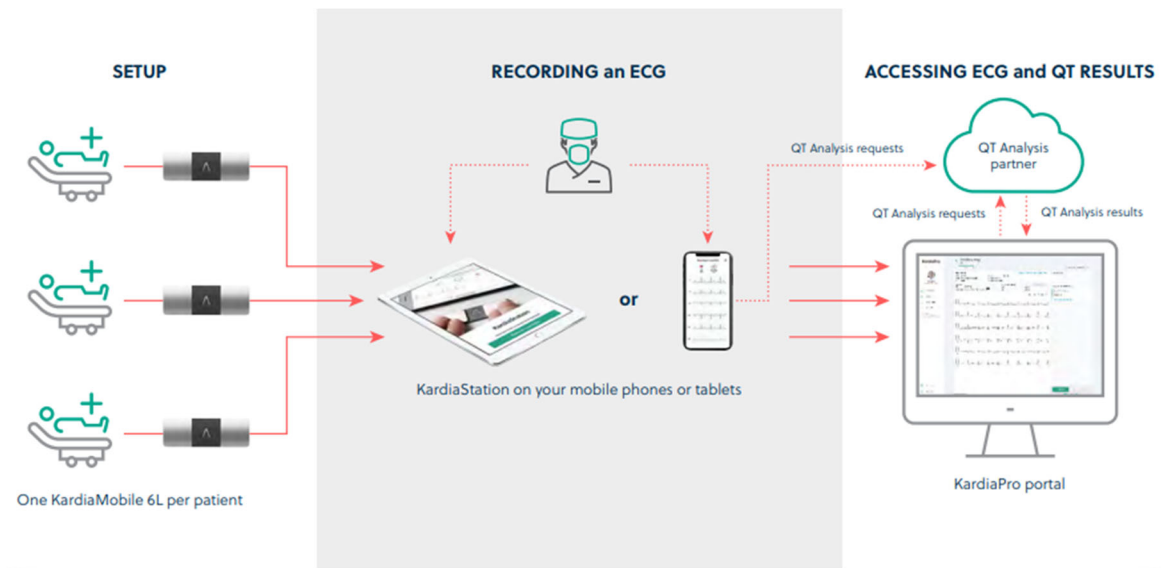 SETUP
RECORDING an ECG
ACCESSING ECG and QT RESULTS
QT Analysis requests
QT Analysis
partner
QT Analysis requests
QT Analysis results
or
KardiaStation
KardiaStation on your mobile phones or tablets
One KardiaMobile 6L per patient
KardiaPro portal